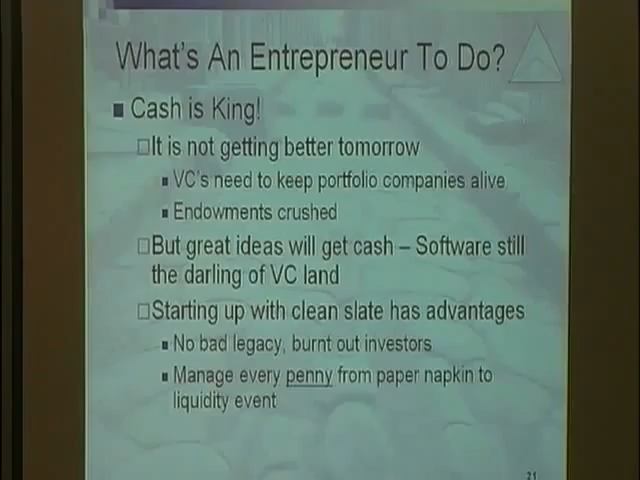 What's An Entrepreneur To Do?
Cash is King!
It is not getting better tomorrow
VC's need to keep portfolio companies alive
Endowments crushed
But great ideas will get cash – Software still
the darling of VC land
Starting up with clean slate has advantages
No bad legacy, burnt out investors
Manage every penny from paper napkin to
liquidity event
21